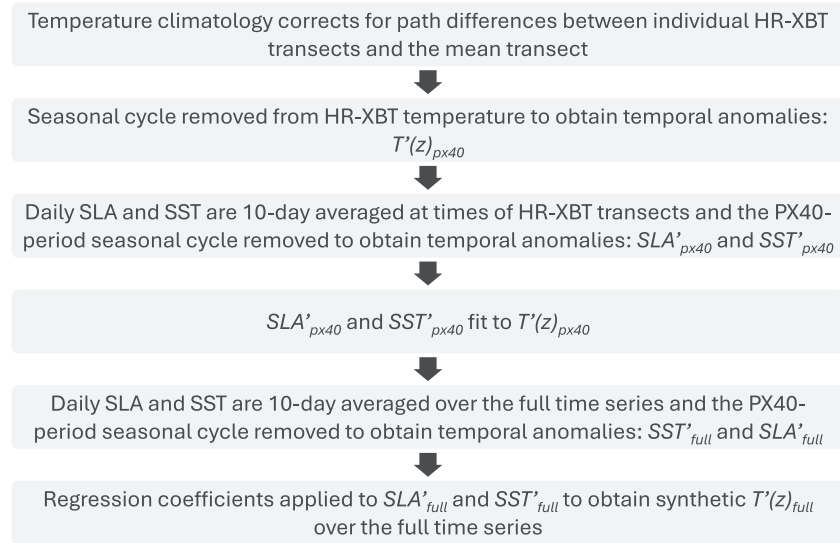 Temperature climatology corrects for path differences between individual HR-XBT
transects and the mean transect
Seasonal cycle removed from HR-XBT temperature to obtain temporal anomalies:
T’(z)px40
Daily SLA and SST are 10-day averaged at times of HR-XBT transects and the PX40-
period seasonal cycle removed to obtain temporal anomalies: SLA’px40 and SST’px40
SLA’px40 and SST’px40 fit to T’(z)px40
Daily SLA and SST are 10-day averaged over the full time series and the PX40-
period seasonal cycle removed to obtain temporal anomalies: SST’full and SLA’full
Regression coefficients applied to SLA’full and SST’full to obtain synthetic T’(z)full
over the full time series